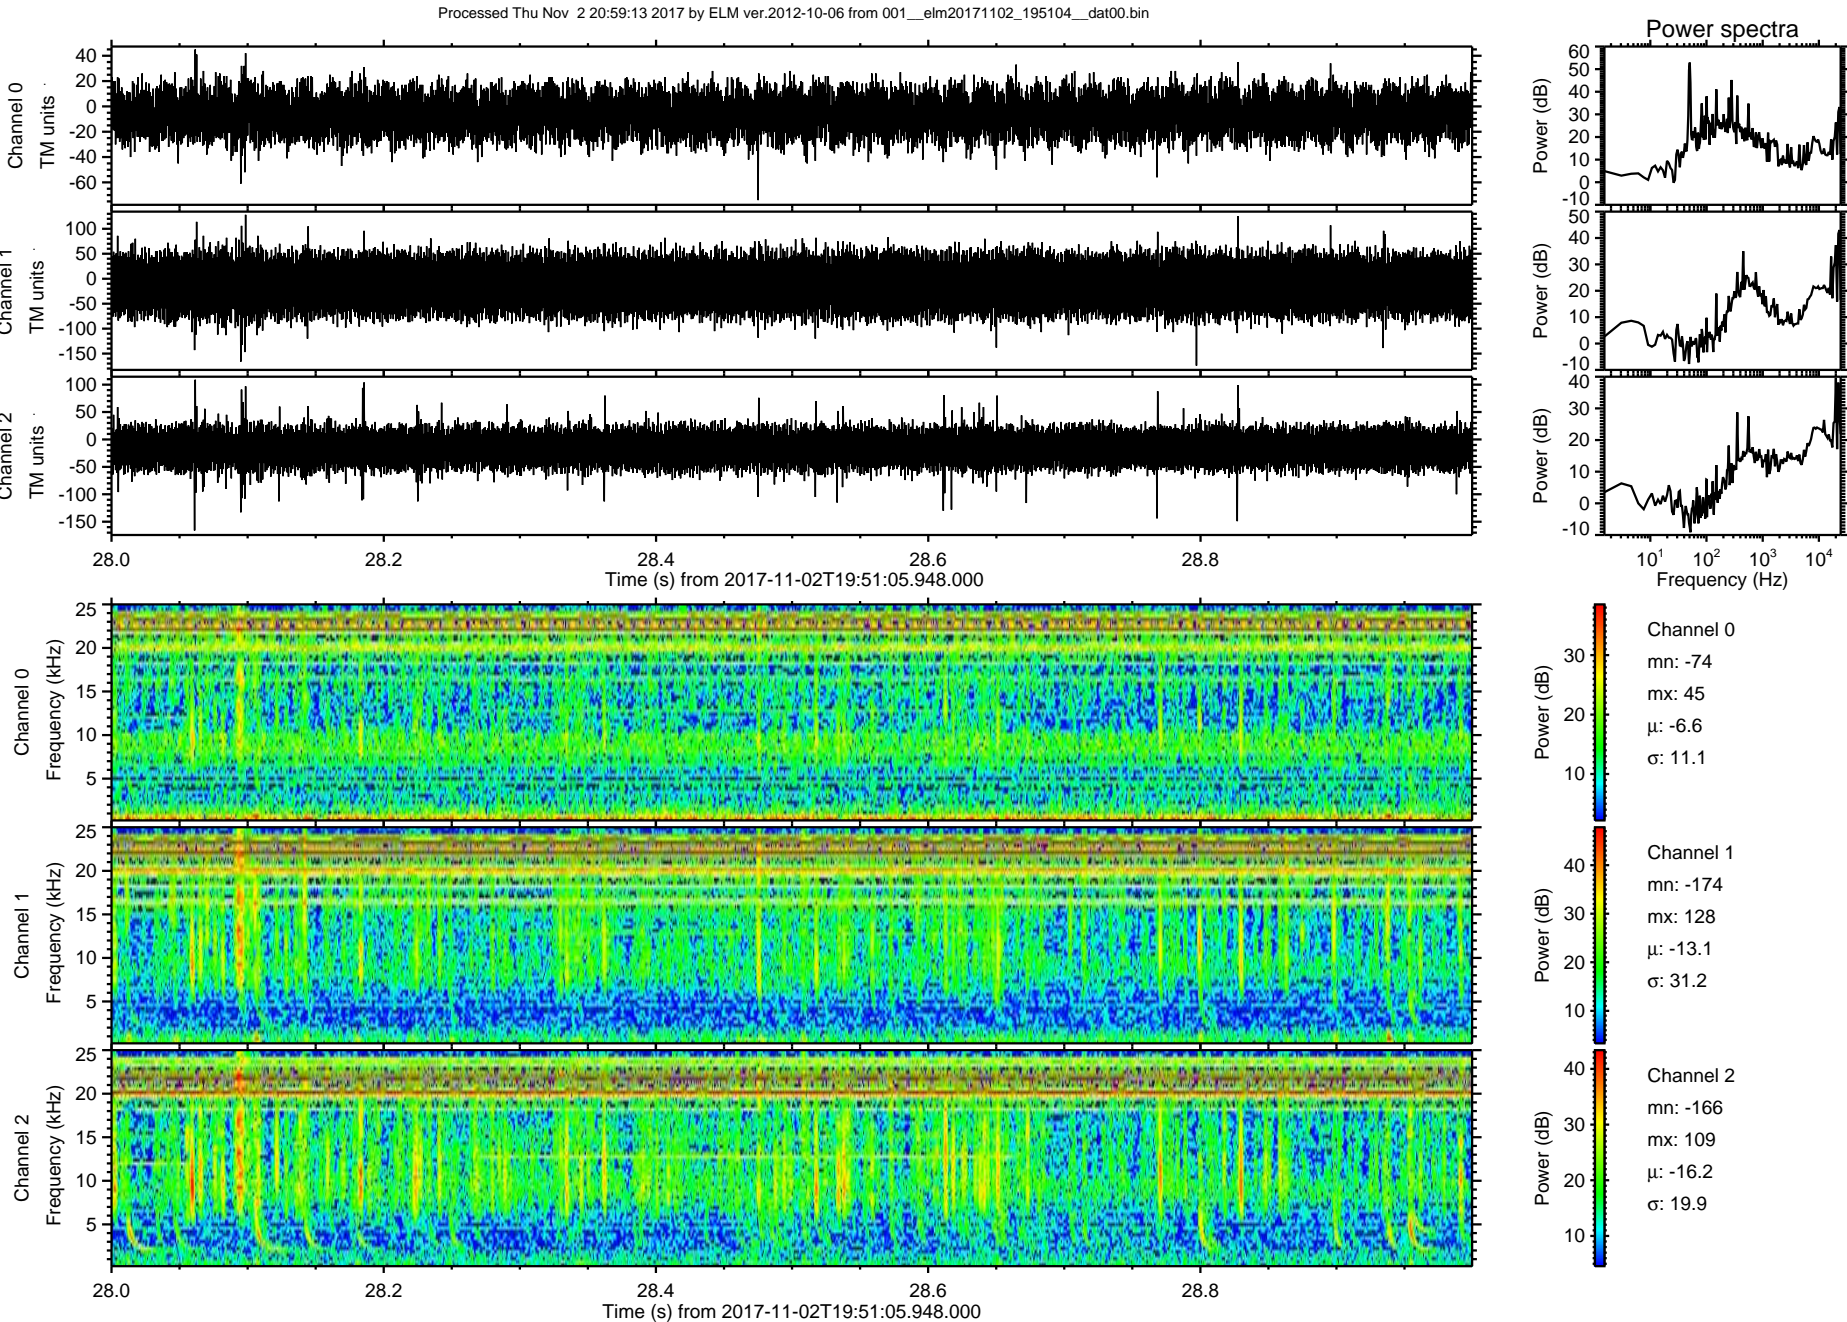 Processed Thu Nov  2 20:59:13 2017 by ELM ver.2012-10-06 from 001__elm20171102_195104__dat00.bin
Power spectra
Channel 0
TM units
40
20
0
-20
-40
-60
Power (dB)
60
50
40
30
20
10
0
-10
Channel 1
TM units
100
50
0
-50
-100
-150
Power (dB)
50
40
30
20
10
0
-10
Channel 2
TM units
100
50
0
-50
-100
-150
Power (dB)
40
30
20
10
0
-10
28.0 28.2 28.4 28.6 28.8
Time (s) from 2017-11-02T19:51:05.948.000
10^1 10^2 10^3 10^4
Frequency (Hz)
Channel 0
Frequency (kHz)
25
20
15
10
5
Power (dB)
30
20
10
Channel 0
mn: -74
mx: 45
μ: -6.6
σ: 11.1
Channel 1
Frequency (kHz)
25
20
15
10
5
Power (dB)
40
30
20
10
Channel 1
mn: -174
mx: 128
μ: -13.1
σ: 31.2
Channel 2
Frequency (kHz)
25
20
15
10
5
Power (dB)
40
30
20
10
Channel 2
mn: -166
mx: 109
μ: -16.2
σ: 19.9
28.0 28.2 28.4 28.6 28.8
Time (s) from 2017-11-02T19:51:05.948.000